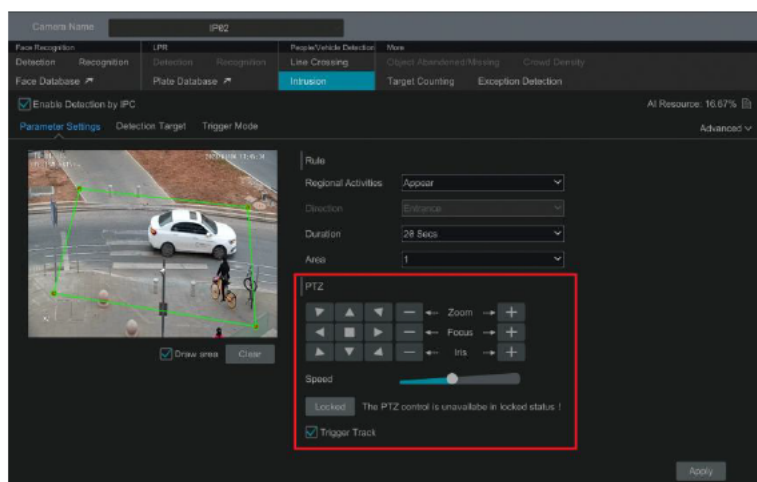 Camera Name IP02
Face Recognition LPR People/Vehicle Detection More
Detection Recognition Detection Recognition Line Crossing Object Abandoned/Missing Crowd Density
Face Database Plate Database Intrusion Target Counting Exception Detection
Enable Detection by IPC AI Resource: 16.67%
Parameter Settings Detection Target Trigger Mode Advanced
Rule
Regional Activities Appear
Direction Entrance
Duration 20 Secs
Area 1
PTZ
Zoom
Focus
Iris
Draw area Clear
Speed
Locked The PTZ control is unavailabe in locked status !
Trigger Track
Apply